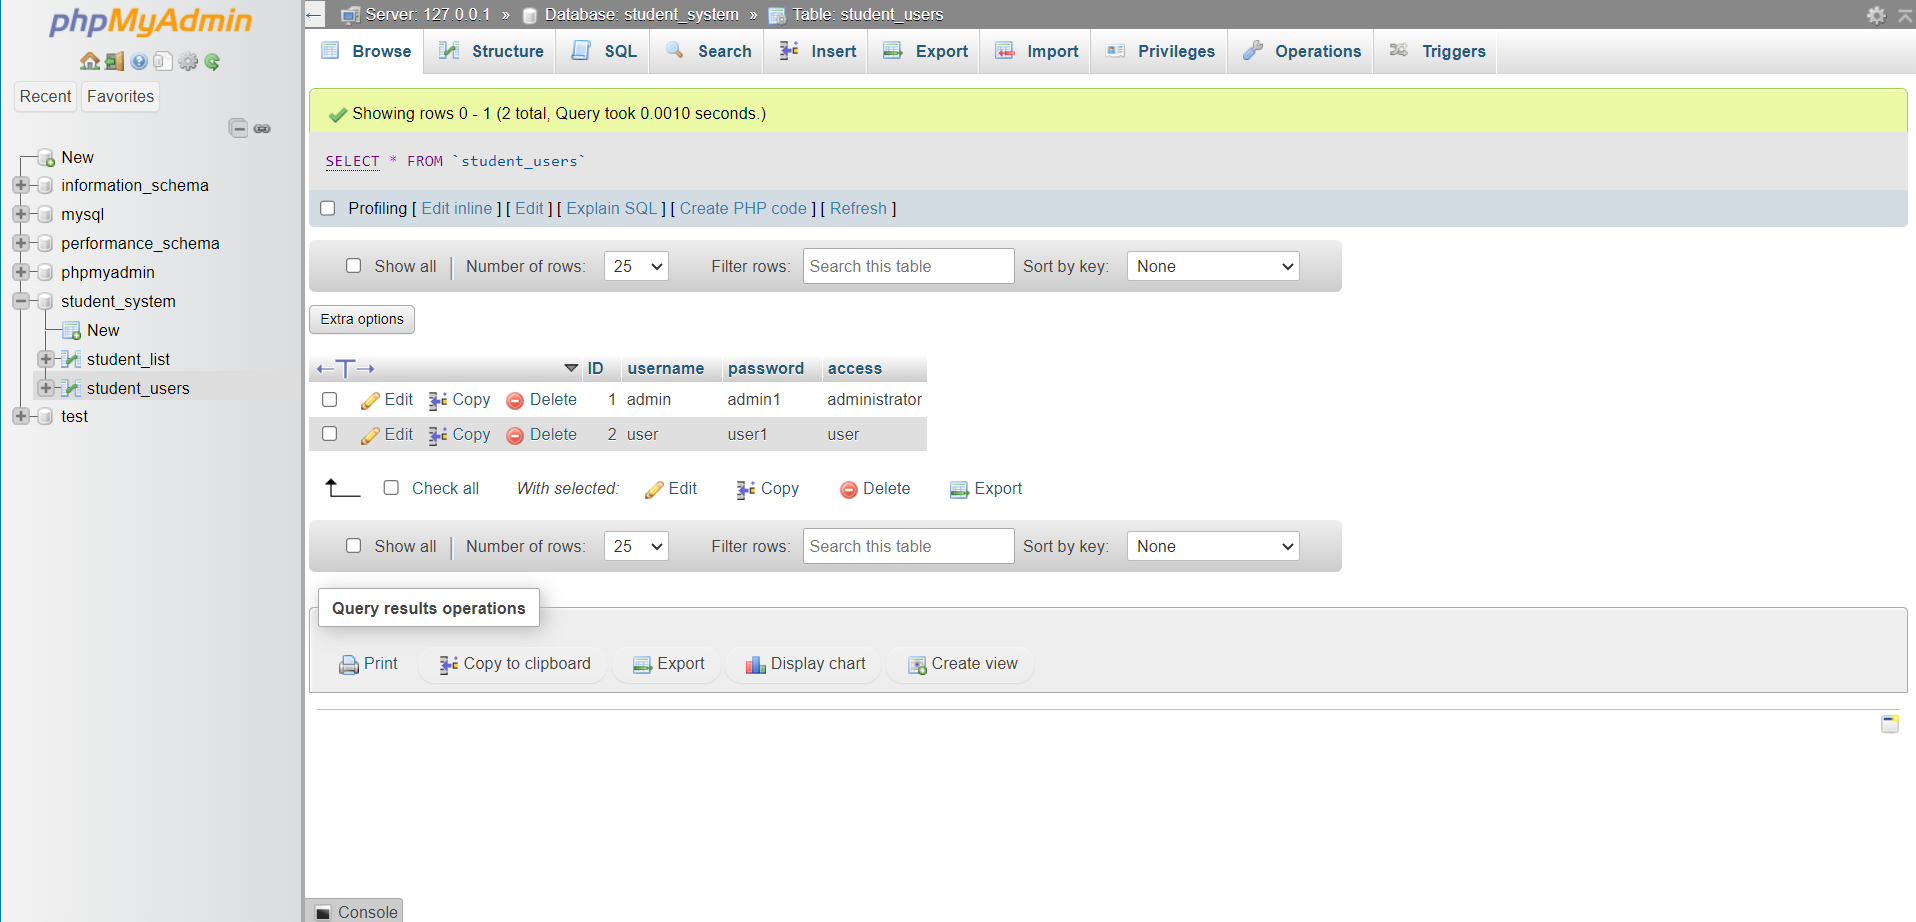 phpMyAdmin
Recent Favorites
New
information_schema
mysql
performance_schema
phpmyadmin
student_system
New
student_list
student_users
test
← Server: 127.0.0.1 » Database: student_system » Table: student_users
Browse Structure SQL Search Insert Export Import Privileges Operations Triggers
Showing rows 0 - 1 (2 total, Query took 0.0010 seconds.)
SELECT * FROM `student_users`
Profiling [ Edit inline ] [ Edit ] [ Explain SQL ] [ Create PHP code ] [ Refresh ]
Show all | Number of rows: 25 Filter rows: Search this table Sort by key: None
Extra options
←T→ ID username password access
Edit Copy Delete 1 admin admin1 administrator
Edit Copy Delete 2 user user1 user
Check all With selected: Edit Copy Delete Export
Show all | Number of rows: 25 Filter rows: Search this table Sort by key: None
Query results operations
Print Copy to clipboard Export Display chart Create view
Console